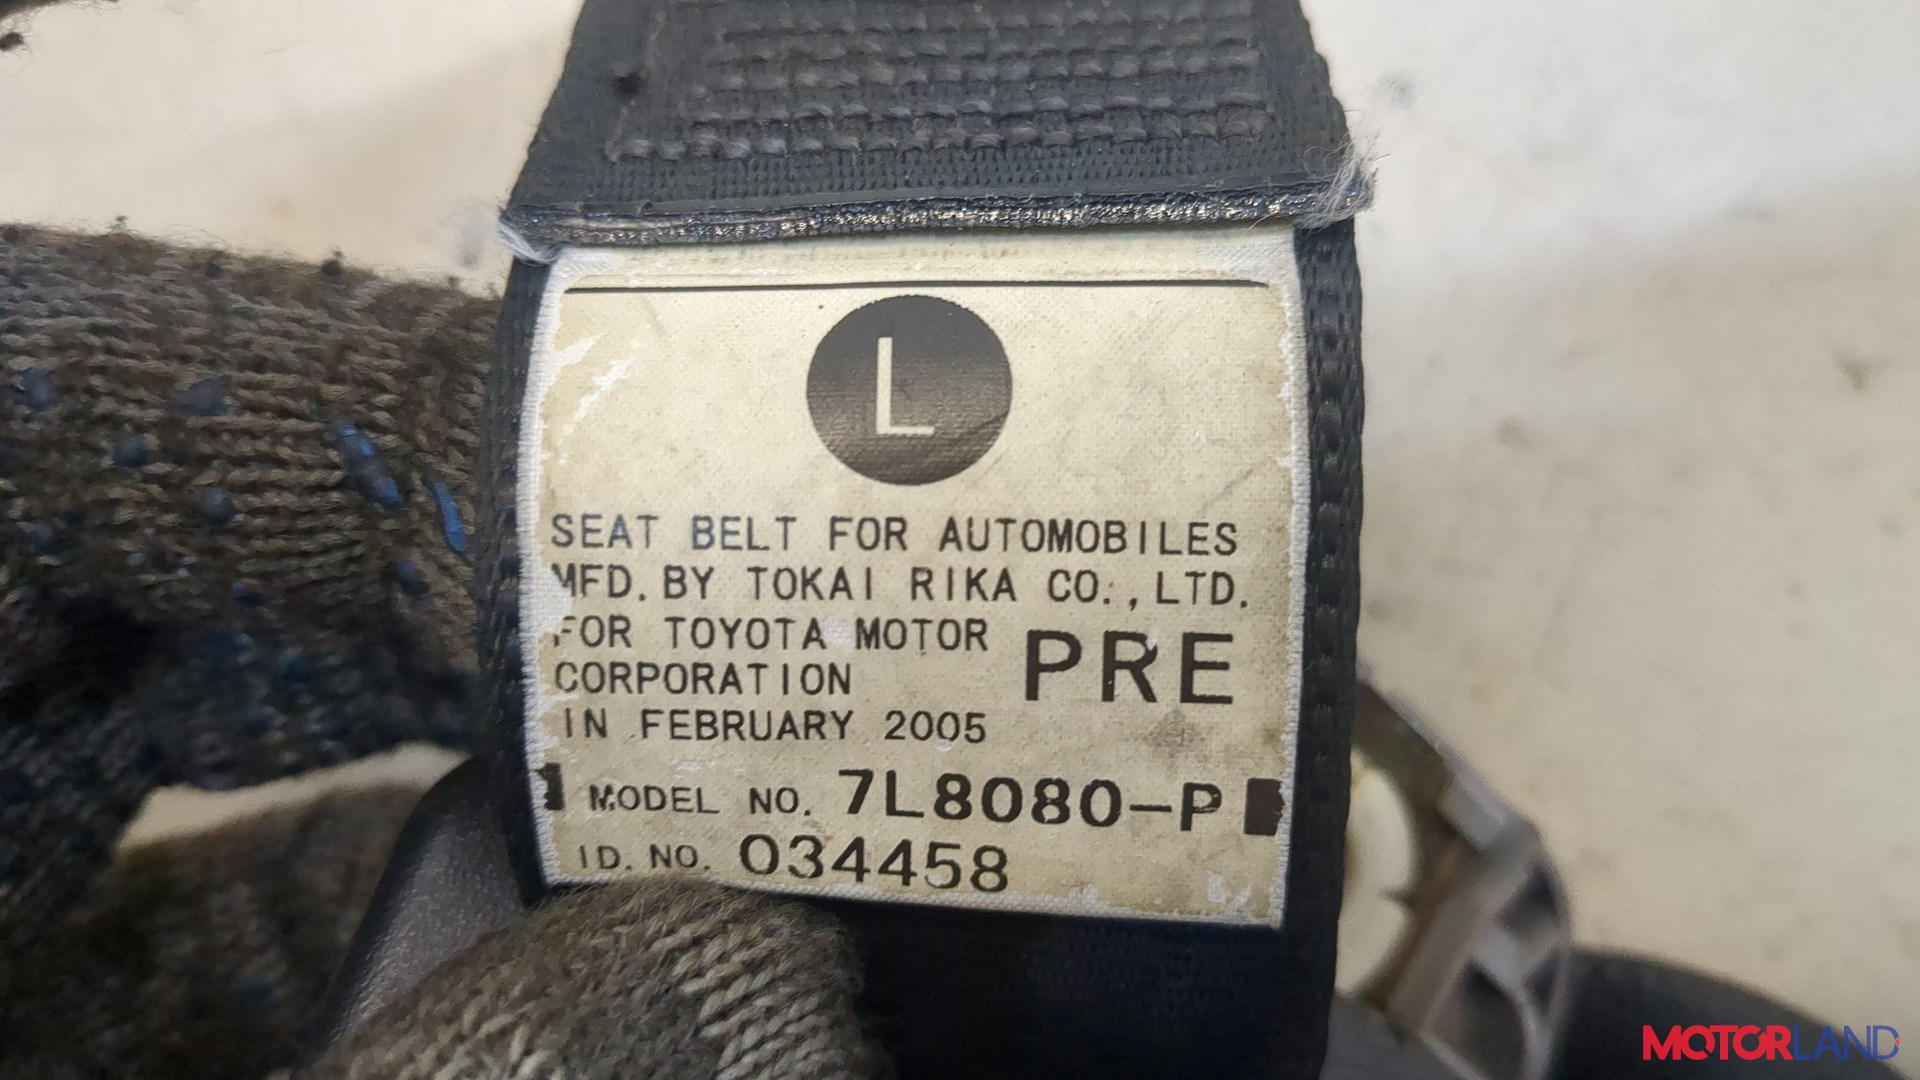 L
SEAT BELT FOR AUTOMOBILES
MFD. BY TOKAI RIKA CO., LTD.
FOR TOYOTA MOTOR
CORPORATION
PRE
IN FEBRUARY 2005
MODEL NO. 7L8080-P
ID. NO. 034458
MOTORLAND